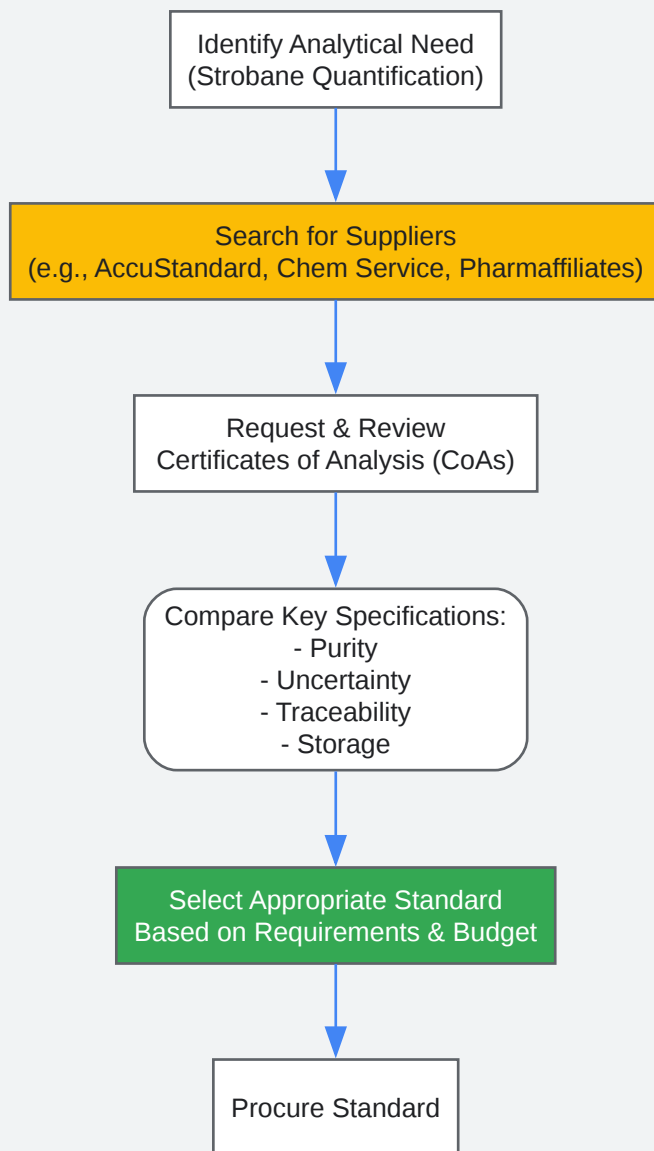 Identify Analytical Need
(Strobane Quantification)
Search for Suppliers
(e.g., AccuStandard, Chem Service, Pharmaffiliates)
Request & Review
Certificates of Analysis (CoAs)
Compare Key Specifications:
- Purity
- Uncertainty
- Traceability
- Storage
Select Appropriate Standard
Based on Requirements & Budget
Procure Standard